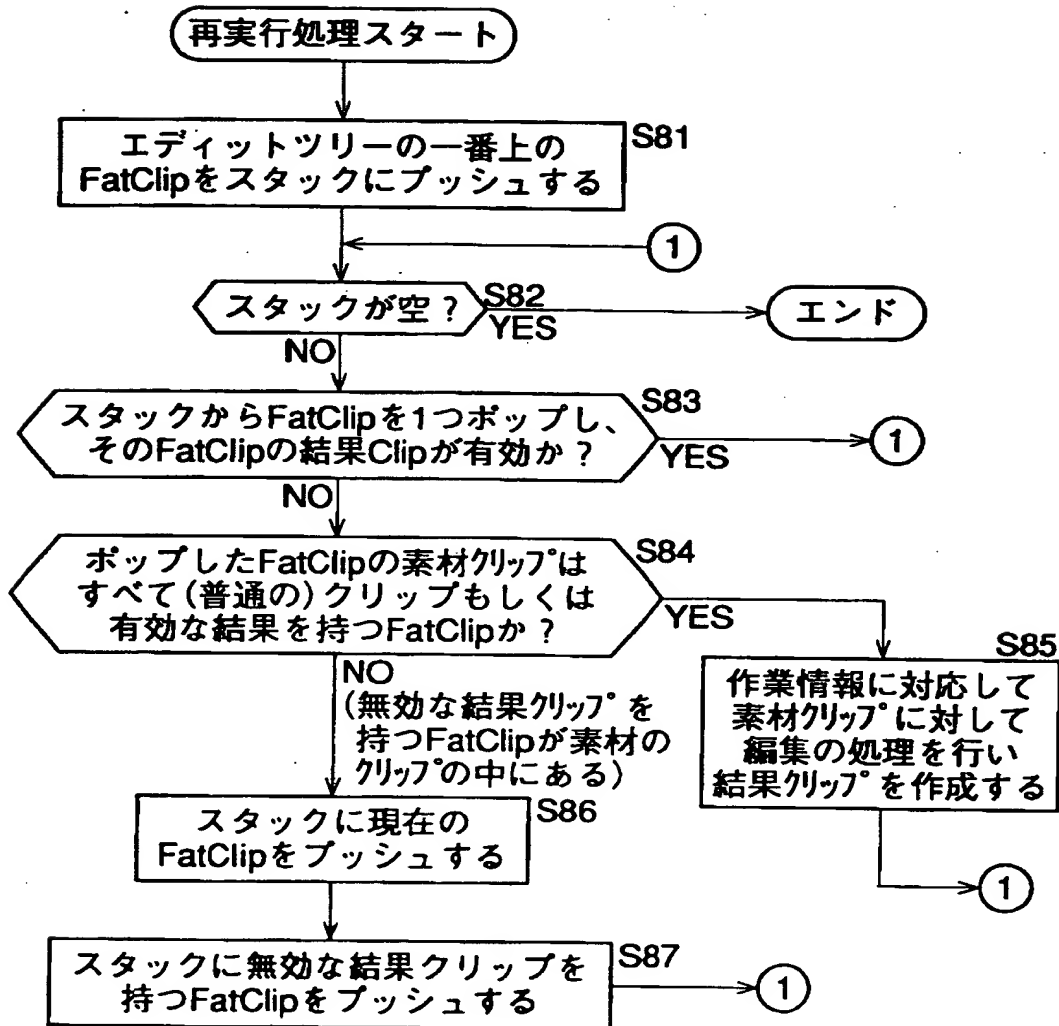 再実行処理スタート
S81
エディットツリーの一番上の
FatClipをスタックにプッシュする
1
スタックが空？
S82
YES
エンド
NO
スタックからFatClipを1つポップし、
そのFatClipの結果Clipが有効か？
S83
YES
1
NO
ポップしたFatClipの素材クリップは
すべて(普通の)クリップもしくは
有効な結果を持つFatClipか？
S84
YES
S85
作業情報に対応して
素材クリップに対して
編集の処理を行い
結果クリップを作成する
1
NO
(無効な結果クリップを
持つFatClipが素材の
クリップの中にある)
S86
スタックに現在の
FatClipをプッシュする
スタックに無効な結果クリップを
持つFatClipをプッシュする
S87
1